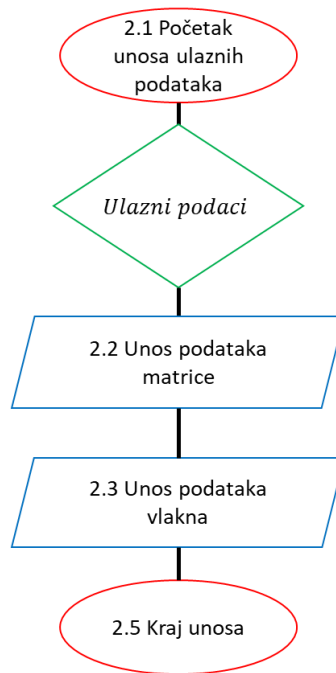 2.1 Početak
unosa ulaznih
podataka
Ulazni podaci
2.2 Unos podataka
matrice
2.3 Unos podataka
vlakna
2.5 Kraj unosa